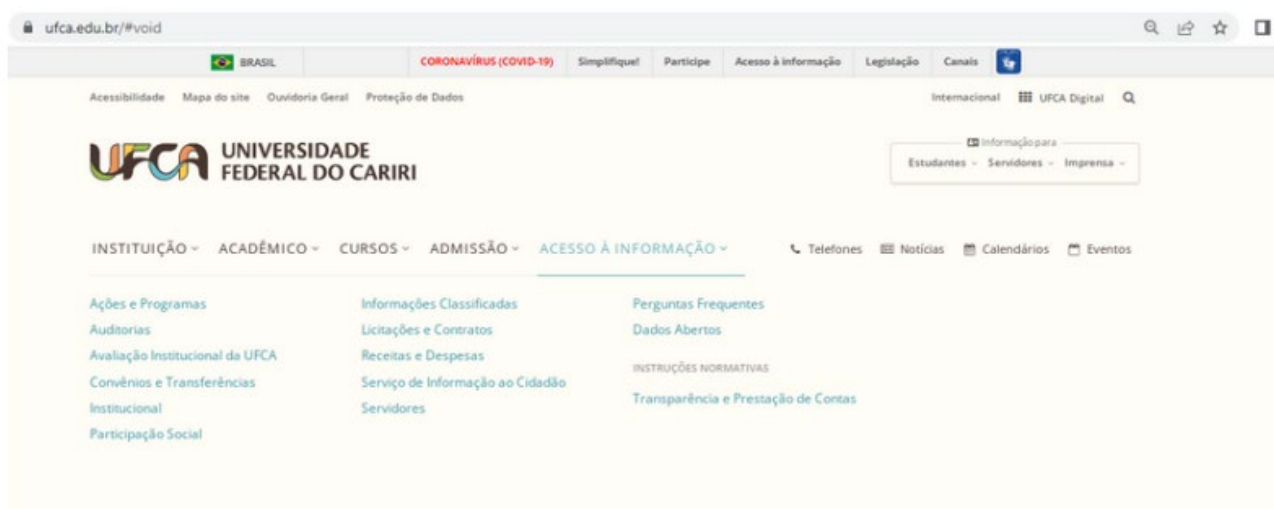 ufca.edu.br/#void
BRASIL CORONAVÍRUS (COVID-19) Simplifique! Participe Acesso à informação Legislação Canais
Acessibilidade Mapa do site Ouvidoria Geral Proteção de Dados Internacional UFCA Digital
UFCA UNIVERSIDADE
FEDERAL DO CARIRI
Informação para
Estudantes Servidores Imprensa
INSTITUIÇÃO ACADÊMICO CURSOS ADMISSÃO ACESSO À INFORMAÇÃO Telefones Notícias Calendários Eventos
Ações e Programas Informações Classificadas Perguntas Frequentes
Auditorias Licitações e Contratos Dados Abertos
Avaliação Institucional da UFCA Receitas e Despesas
INSTRUÇÕES NORMATIVAS
Convênios e Transferências Serviço de Informação ao Cidadão
Transparência e Prestação de Contas
Institucional Servidores
Participação Social